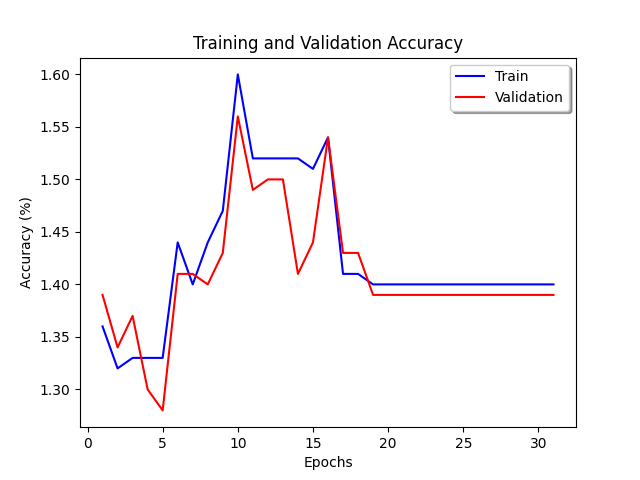 Training and Validation Accuracy
Train
Validation
1.60
1.55
1.50
1.45
1.40
1.35
1.30
Accuracy (%)
0 5 10 15 20 25 30
Epochs